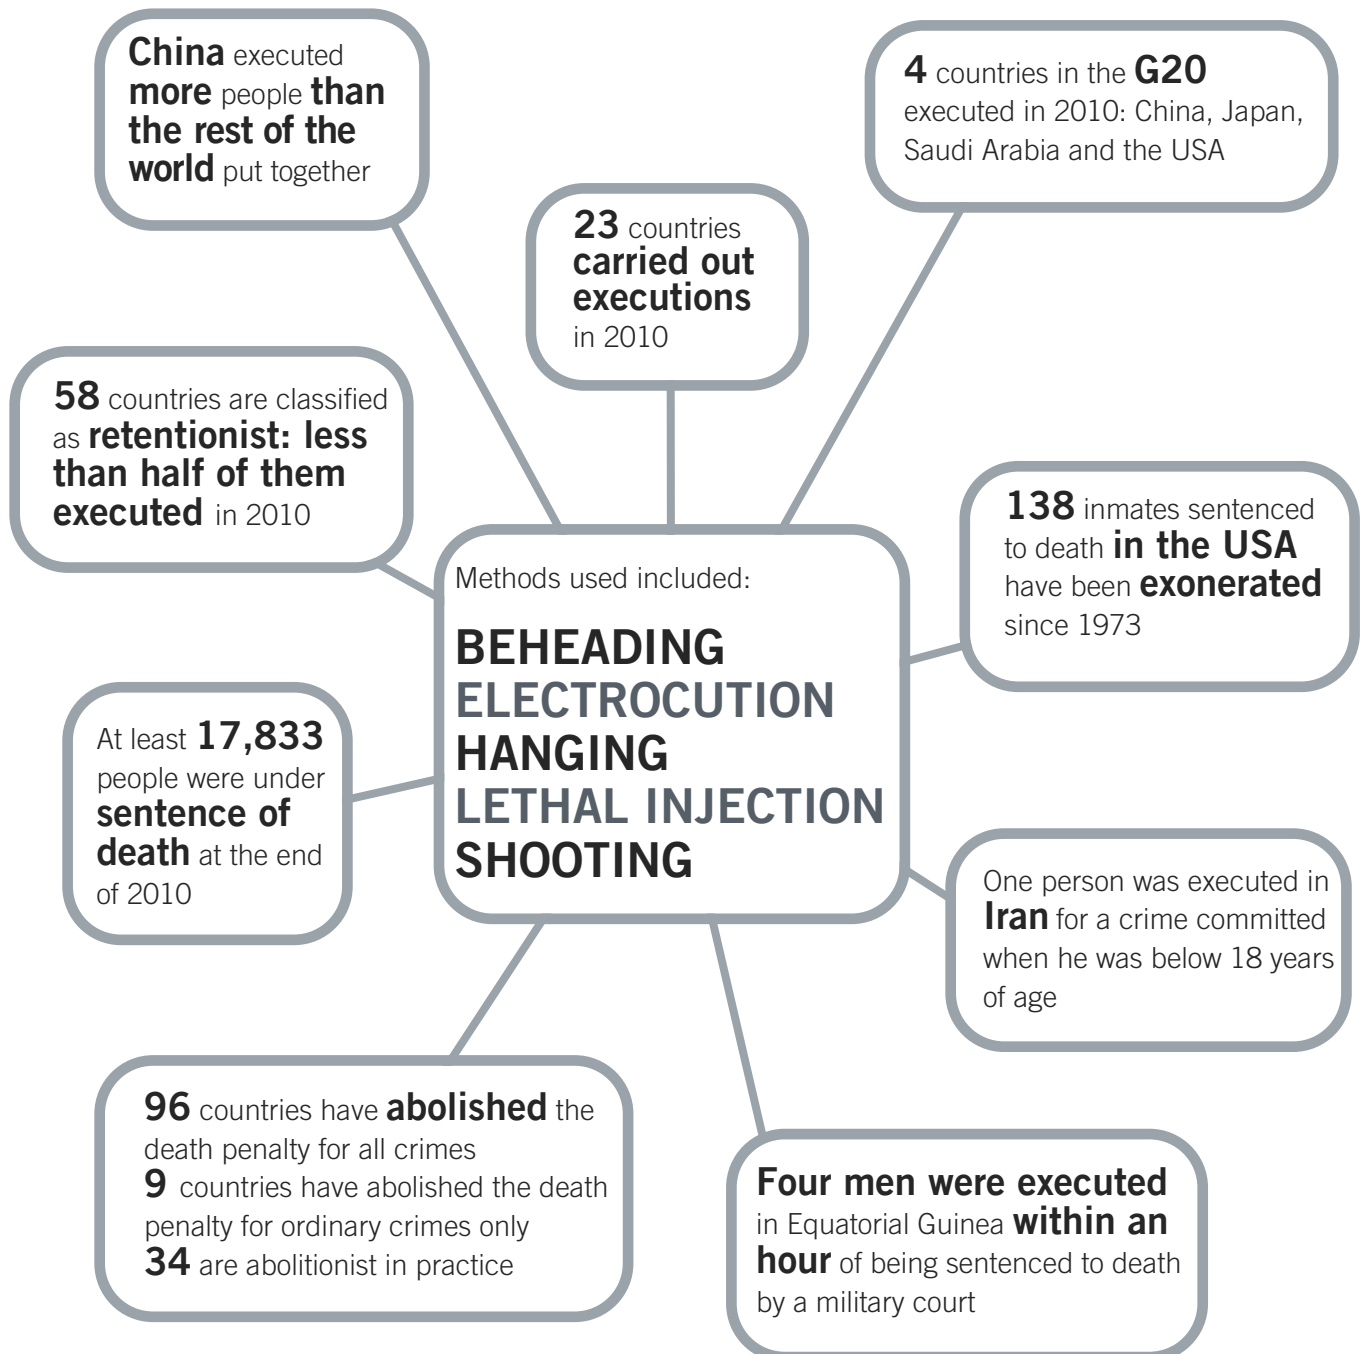 China executed
more people than
the rest of the
world put together
4 countries in the G20
executed in 2010: China, Japan,
Saudi Arabia and the USA
23 countries
carried out
executions
in 2010
58 countries are classified
as retentionist: less
than half of them
executed in 2010
138 inmates sentenced
to death in the USA
have been exonerated
since 1973
Methods used included:
BEHEADING
ELECTROCUTION
HANGING
LETHAL INJECTION
SHOOTING
At least 17,833
people were under
sentence of
death at the end
of 2010
One person was executed in
Iran for a crime committed
when he was below 18 years
of age
96 countries have abolished the
death penalty for all crimes
9 countries have abolished the death
penalty for ordinary crimes only
34 are abolitionist in practice
Four men were executed
in Equatorial Guinea within an
hour of being sentenced to death
by a military court